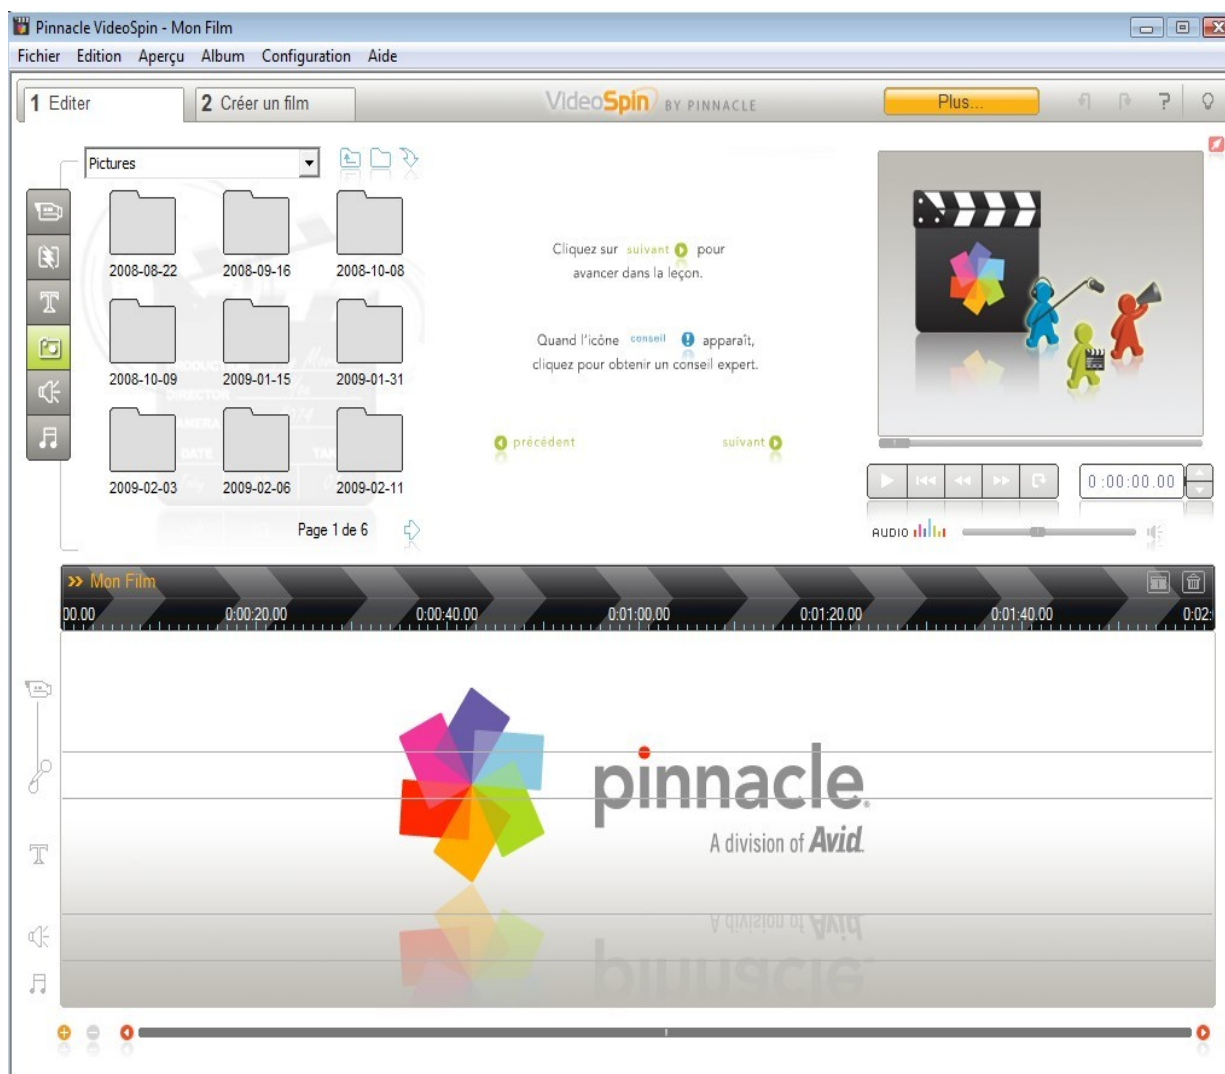 Pinnacle VideoSpin - Mon Film
Fichier Edition Aperçu Album Configuration Aide
1 Editer
2 Créer un film
VideoSpin BY PINNACLE
Plus...
?
Pictures
2008-08-22 2008-09-16 2008-10-08
2008-10-09 2009-01-15 2009-01-31
2009-02-03 2009-02-06 2009-02-11
Page 1 de 6
Cliquez sur suivant pour
avancer dans la leçon.
Quand l'icône conseil apparaît,
cliquez pour obtenir un conseil expert.
précédent suivant
0:00:00.00
AUDIO
Mon Film
00.00 0:00:20.00 0:00:40.00 0:01:00.00 0:01:20.00 0:01:40.00 0:02:
pinnacle
A division of Avid